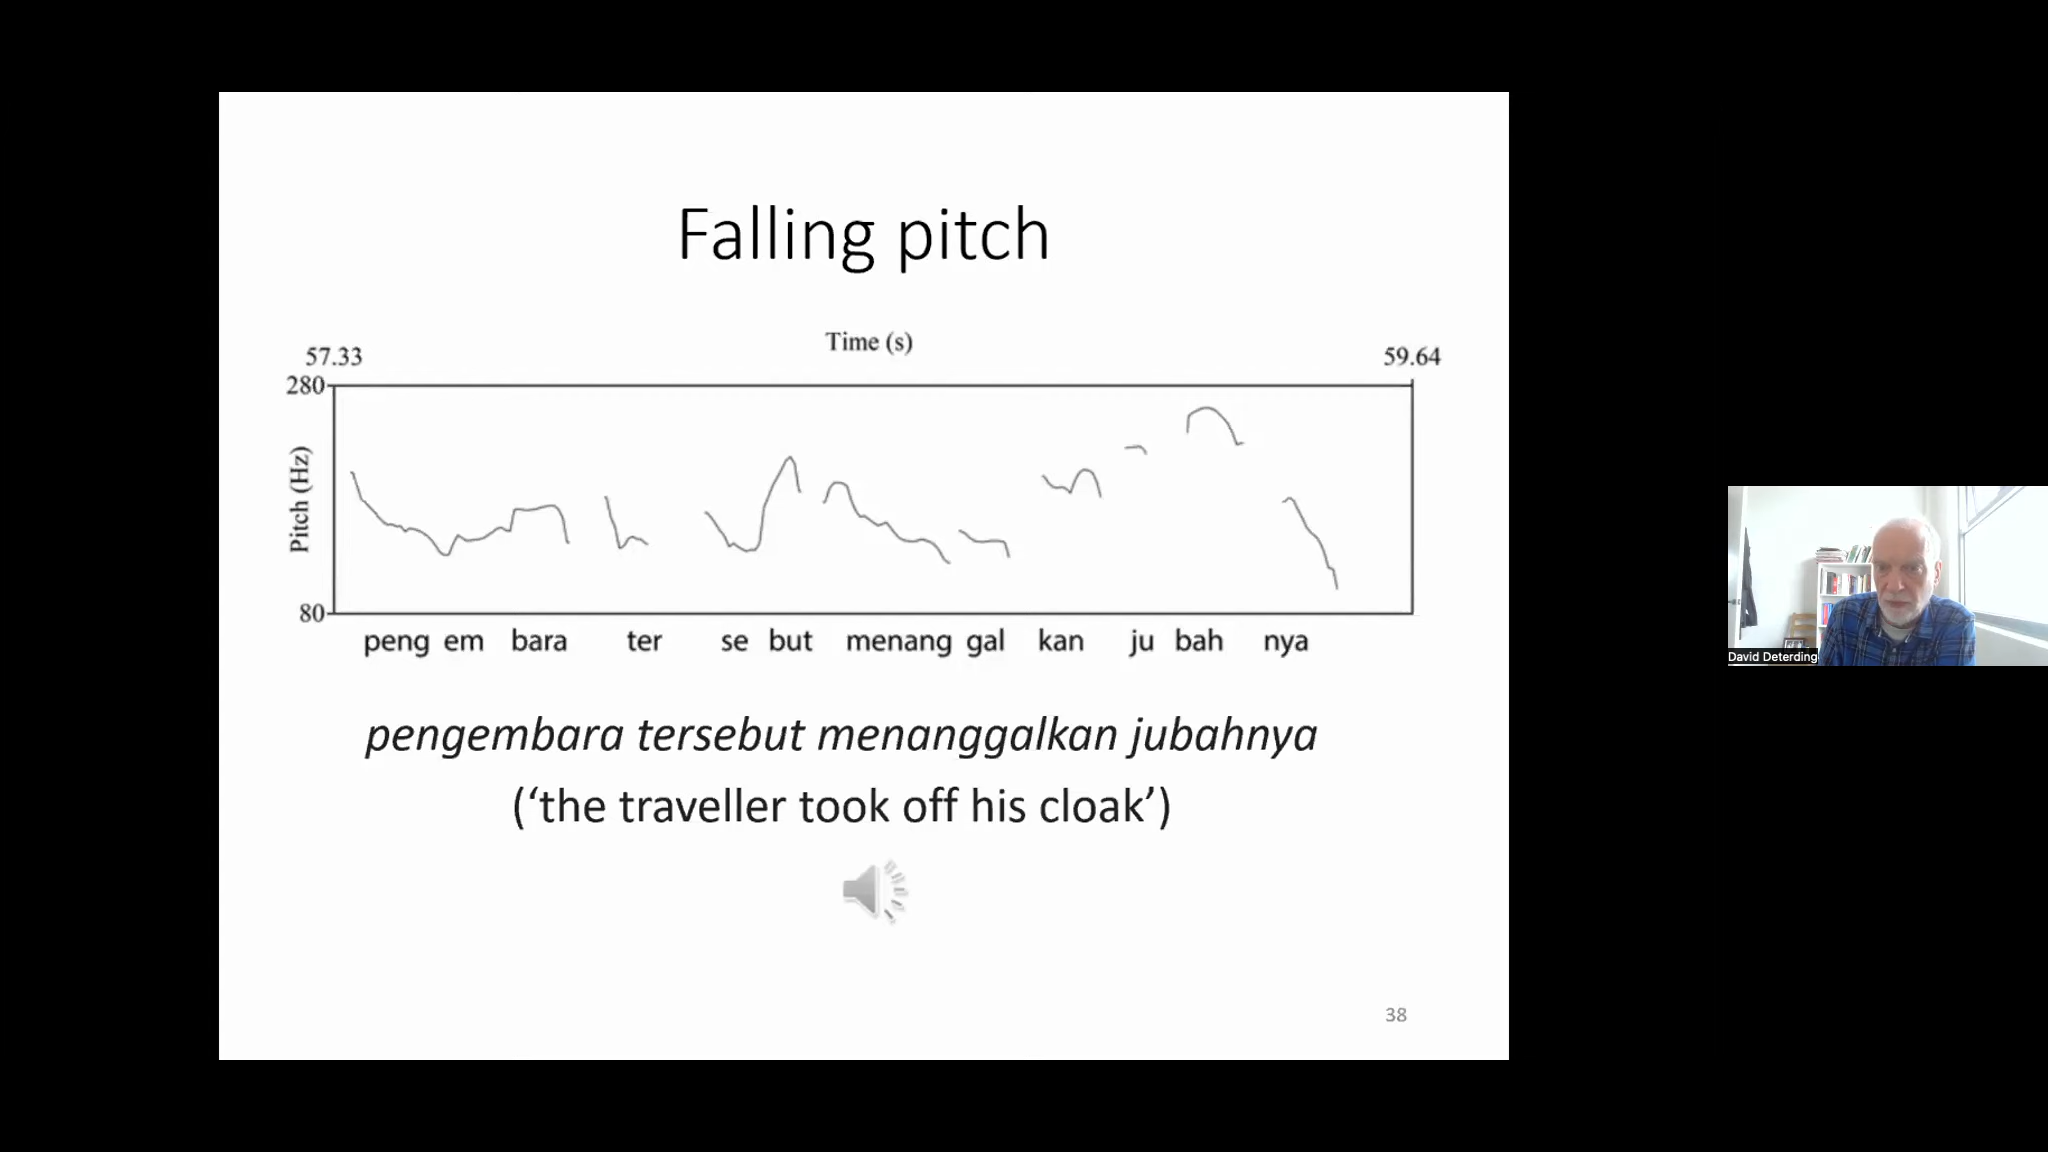 Falling pitch
Time (s)
57.33 59.64
280
Pitch (Hz)
80
peng em bara ter se but menang gal kan ju bah nya
pengembara tersebut menanggalkan jubahnya
(‘the traveller took off his cloak’)
38
David Deterding